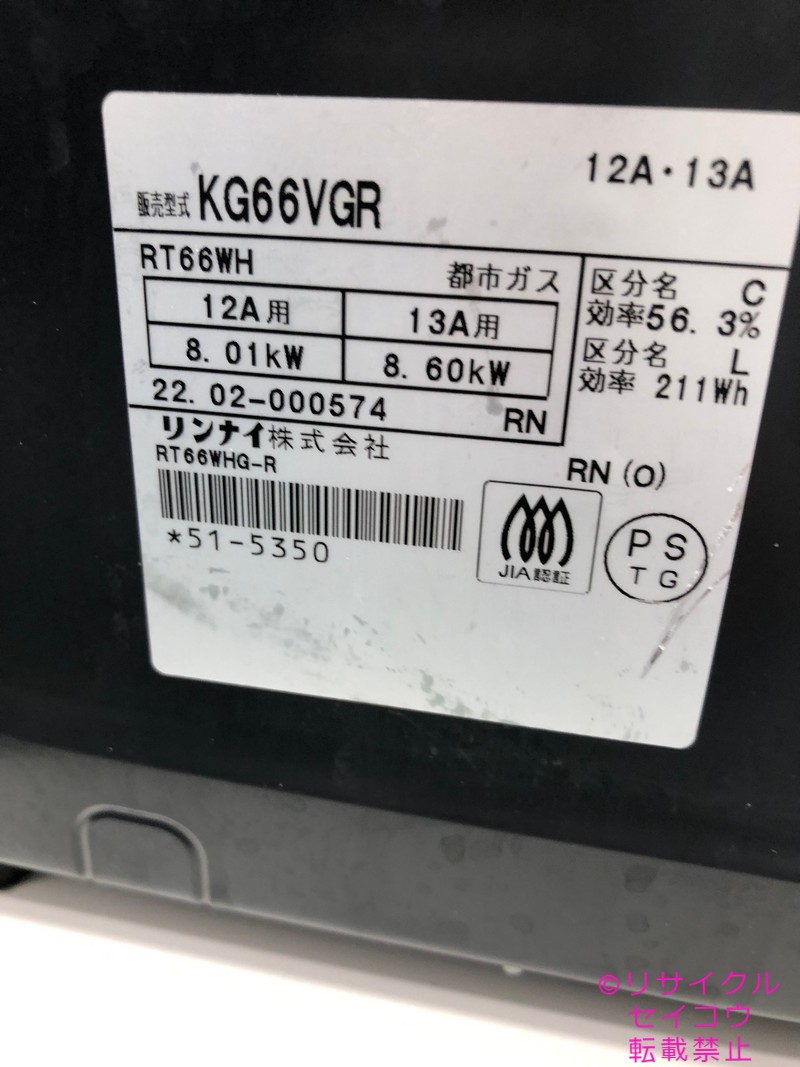 12A・13A
販売型式 KG66VGR
RT66WH 都市ガス
12A用 13A用
8.01kW 8.60kW
22.02-000574 RN
区分名 C
効率56.3%
区分名 L
効率 211Wh
リンナイ株式会社
RT66WHG-R
RN (O)
*51-5350
JIA認証
PS
TG
©リサイクル
セイコウ
転載禁止